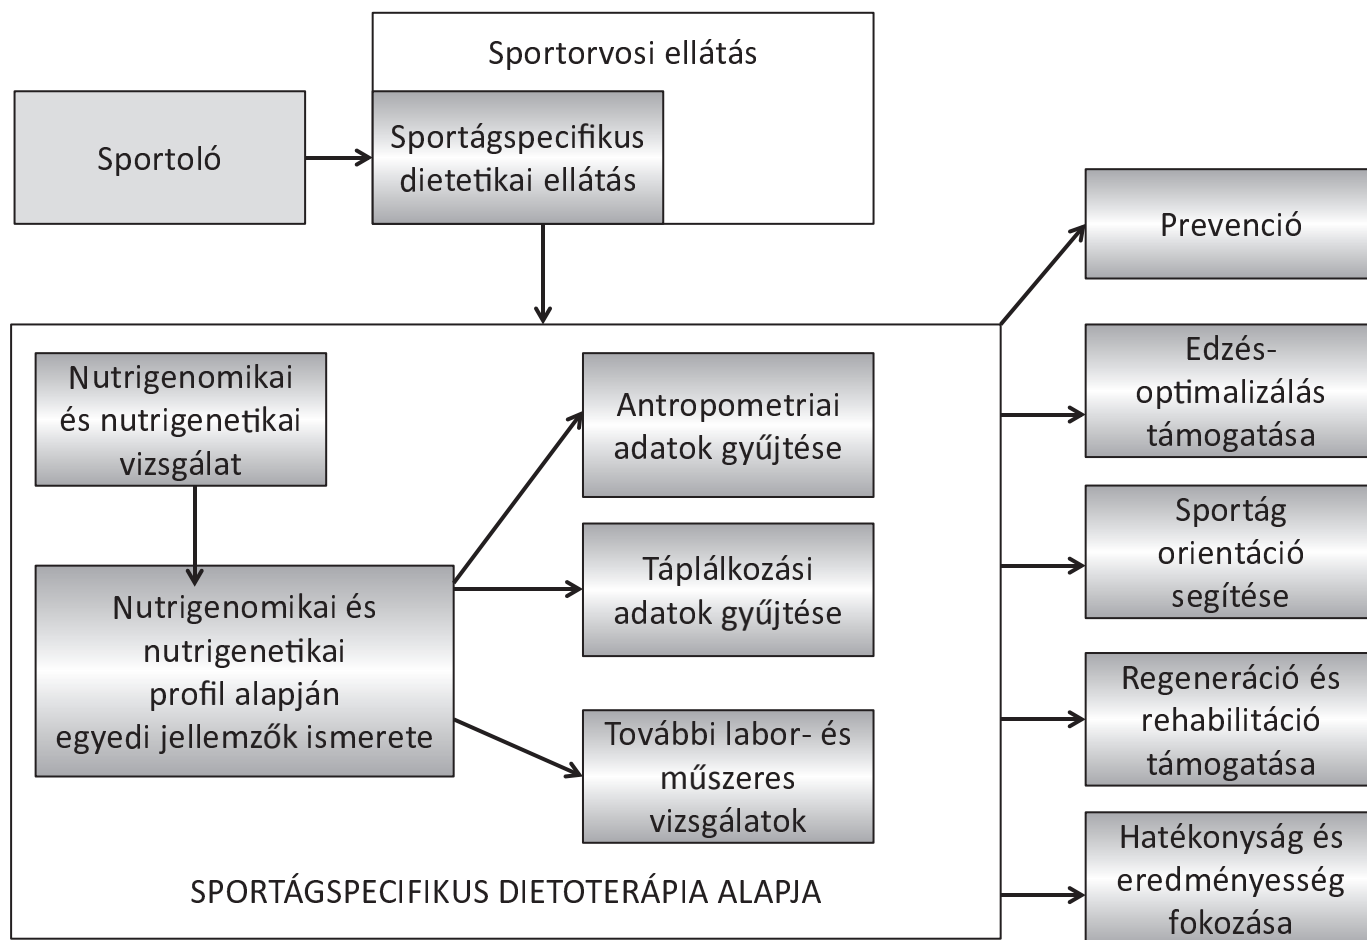 Sportorvosi ellátás
Sportoló
Sportágspecifikus
dietetikai ellátás
Nutrigenomikai
és nutrigenetikai
vizsgálat
Nutrigenomikai és
nutrigenetikai
profil alapján
egyedi jellemzők ismerete
Antropometriai
adatok gyűjtése
Táplálkozási
adatok gyűjtése
További labor- és
műszeres
vizsgálatok
SPORTÁGSPECIFIKUS DIETOTERÁPIA ALAPJA
Prevenció
Edzés-
optimalizálás
támogatása
Sportág
orientáció
segítése
Regeneráció és
rehabilitáció
támogatása
Hatékonyság és
eredményesség
fokozása